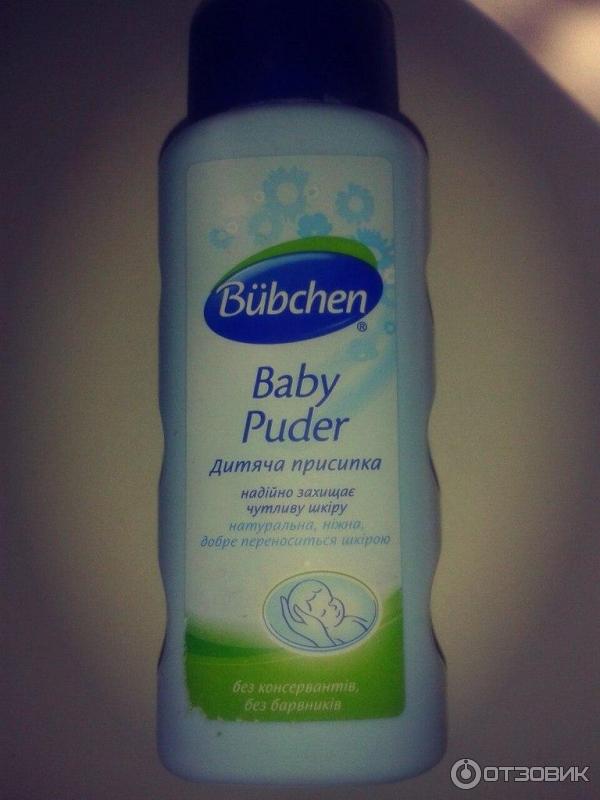 Bübchen
®
Baby
Puder
Дитяча присипка
надійно захищає
чутливу шкіру
натуральна, ніжна,
добре переноситься шкірою
без консервантів,
без барвників
ОТЗОВИК